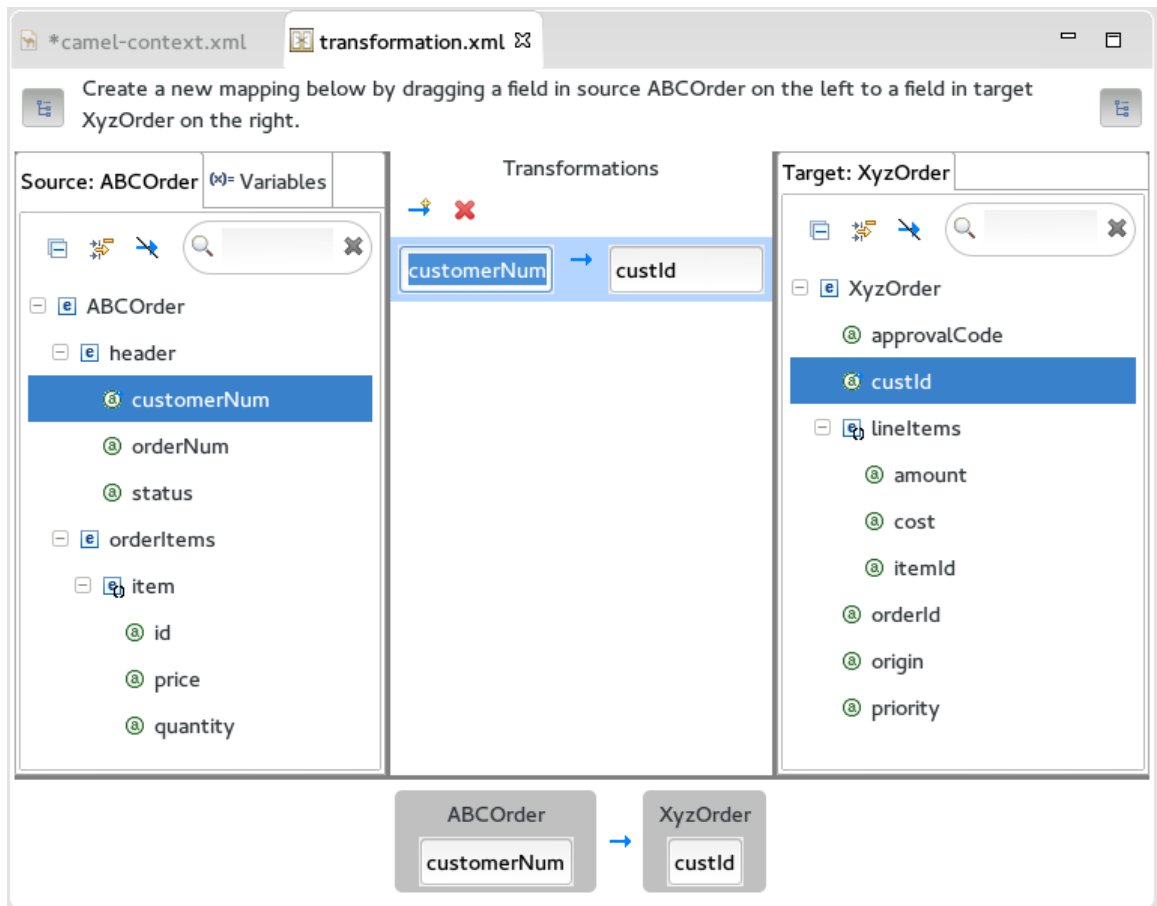 *camel-context.xml
transformation.xml
Create a new mapping below by dragging a field in source ABCOrder on the left to a field in target
XyzOrder on the right.
Source: ABCOrder
(x)= Variables
ABCOrder
header
customerNum
orderNum
status
orderItems
item
id
price
quantity
Transformations
customerNum
custId
Target: XyzOrder
XyzOrder
approvalCode
custId
lineItems
amount
cost
itemId
orderId
origin
priority
ABCOrder
customerNum
XyzOrder
custId